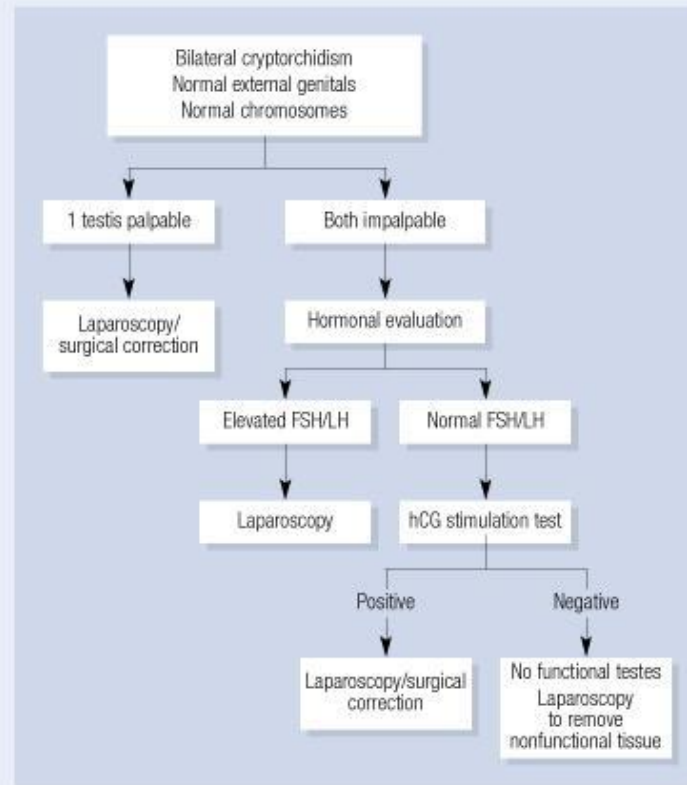 Bilateral cryptorchidism
Normal external genitals
Normal chromosomes
1 testis palpable
Both impalpable
Laparoscopy/
surgical correction
Hormonal evaluation
Elevated FSH/LH
Normal FSH/LH
Laparoscopy
hCG stimulation test
Positive
Negative
Laparoscopy/surgical
correction
No functional testes
Laparoscopy
to remove
nonfunctional tissue